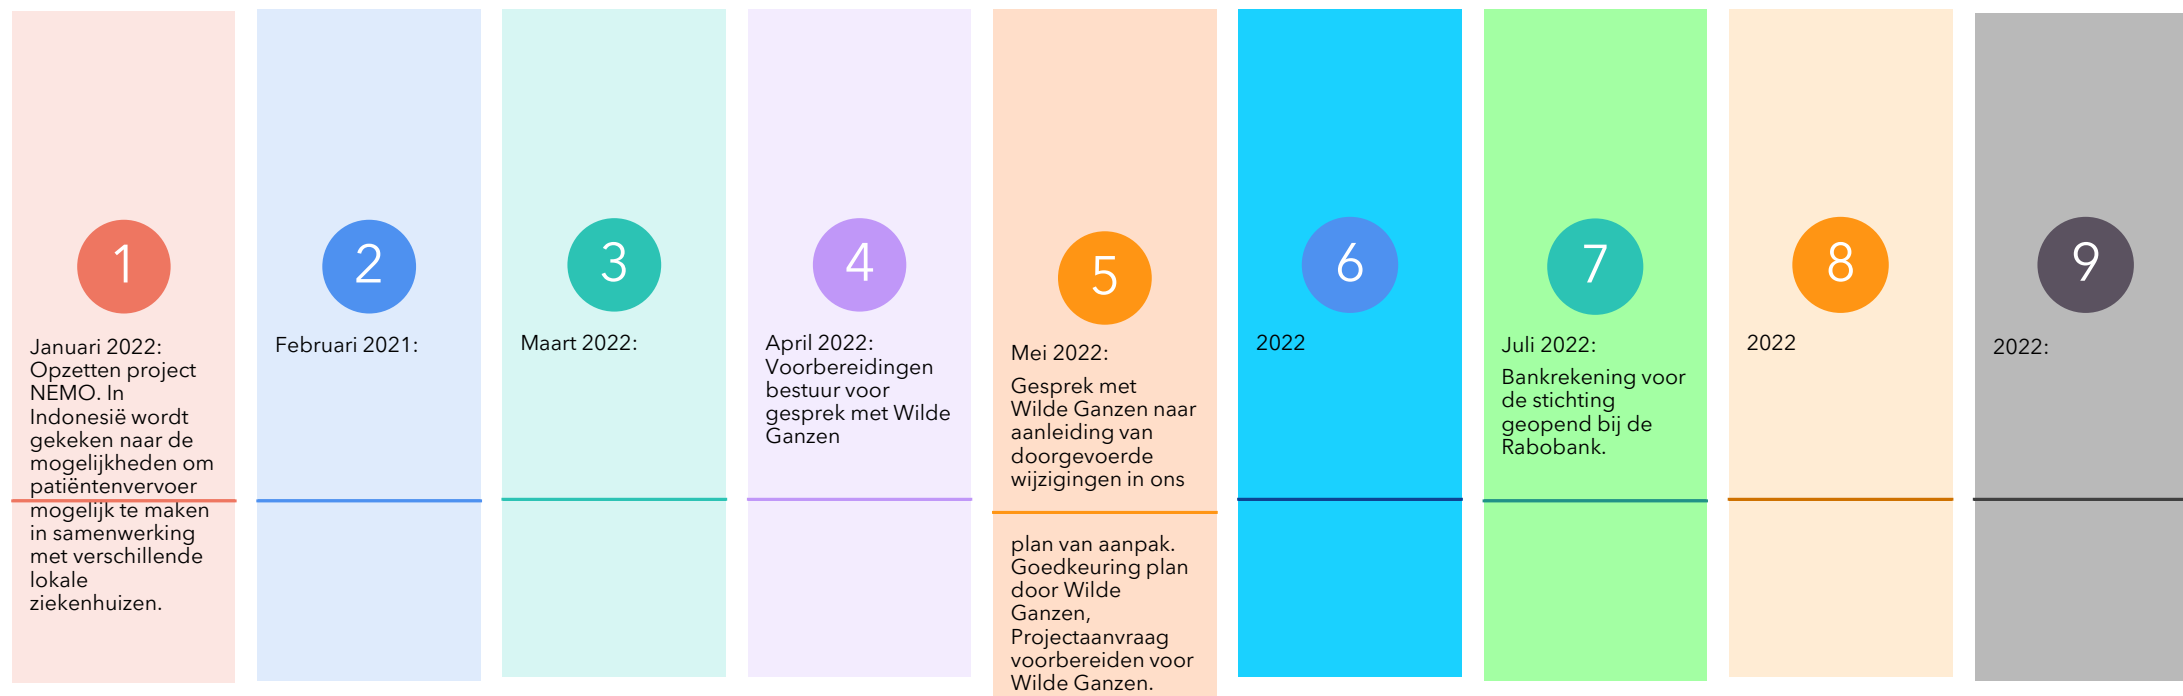 1
Januari 2022:
Opzetten project
NEMO. In
Indonesië wordt
gekeken naar de
mogelijkheden om
patiëntenvervoer
mogelijk te maken
in samenwerking
met verschillende
lokale
ziekenhuizen.
2
Februari 2021:
3
Maart 2022:
4
April 2022:
Voorbereidingen
bestuur voor
gesprek met Wilde
Ganzen
5
Mei 2022:
Gesprek met
Wilde Ganzen naar
aanleiding van
doorgevoerde
wijzigingen in ons
plan van aanpak.
Goedkeuring plan
door Wilde
Ganzen,
Projectaanvraag
voorbereiden voor
Wilde Ganzen.
6
2022
7
Juli 2022:
Bankrekening voor
de stichting
geopend bij de
Rabobank.
8
2022
9
2022: